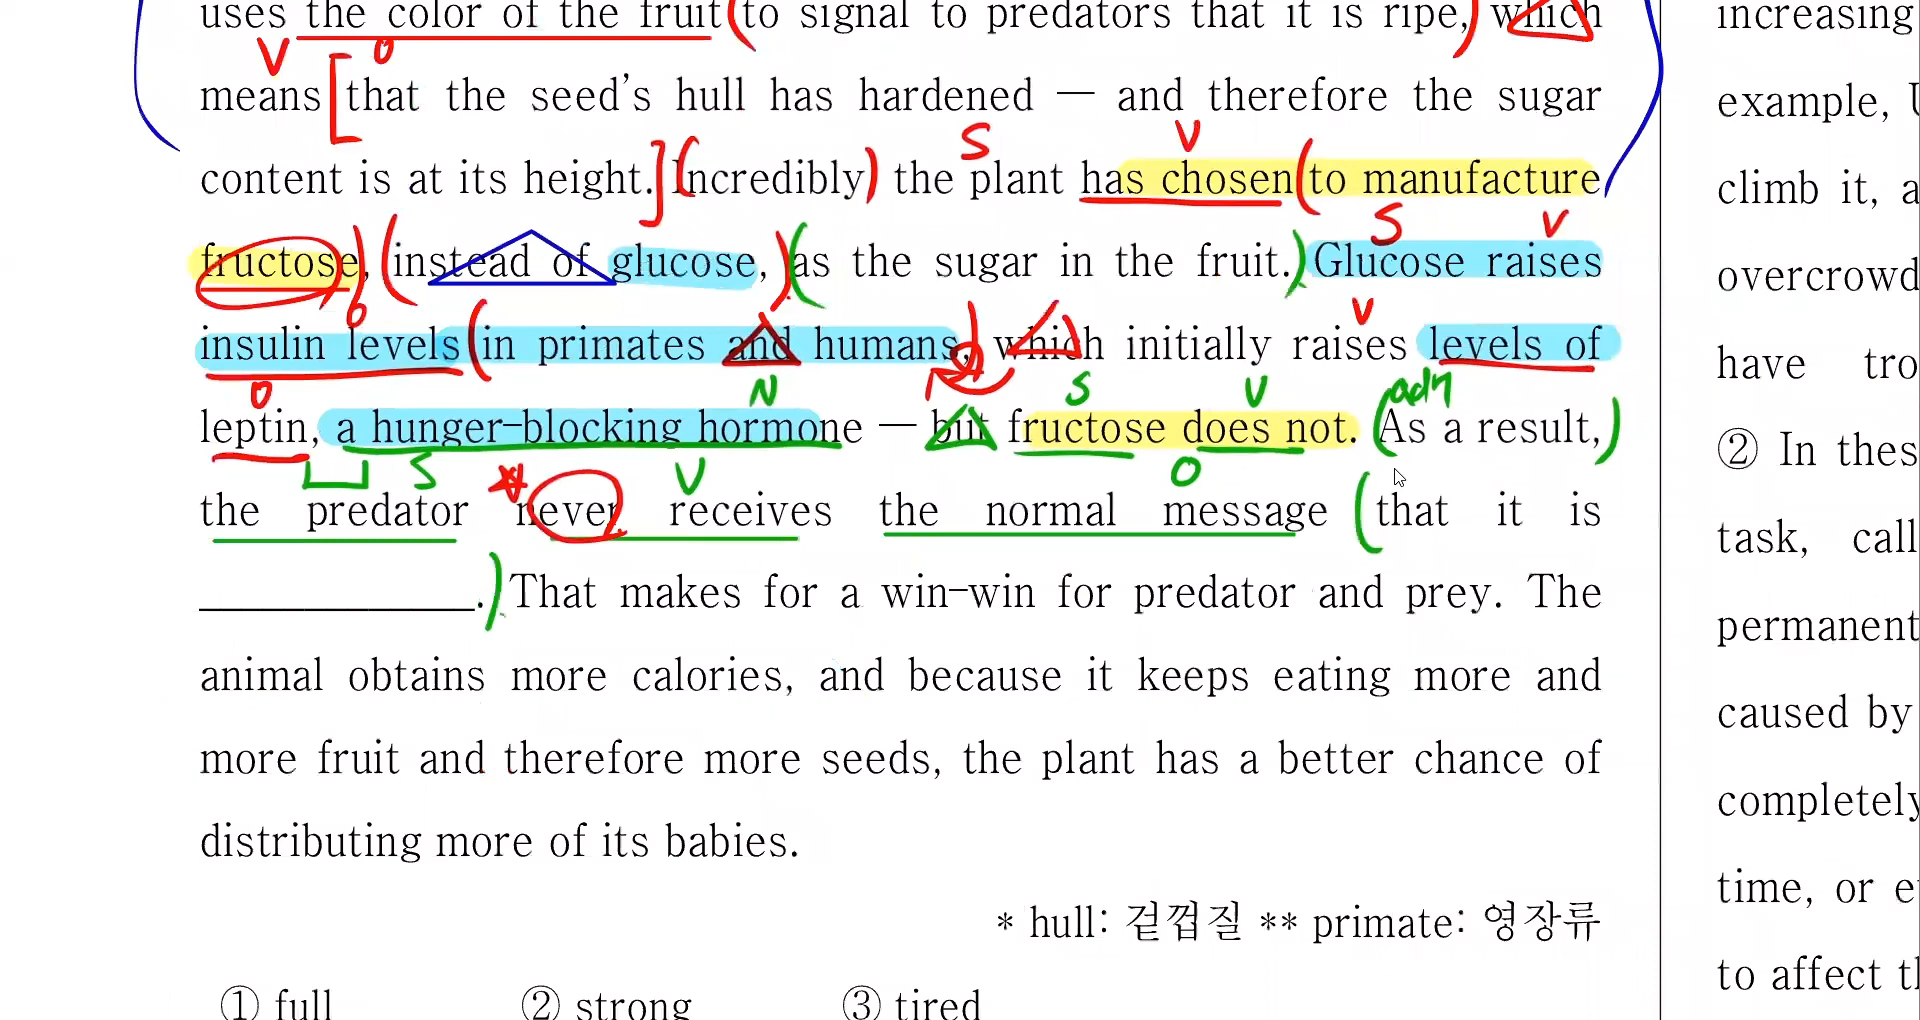 uses the color of the fruit to signal to predators that it is ripe, which
V O
means that the seed's hull has hardened — and therefore the sugar
S V
content is at its height. Incredibly the plant has chosen to manufacture
S V
fructose, instead of glucose, as the sugar in the fruit. Glucose raises
O V
insulin levels in primates and humans, which initially raises levels of
O N S V adv
leptin, a hunger-blocking hormone — but fructose does not. As a result,
S V O
the predator never receives the normal message that it is
____________. That makes for a win-win for predator and prey. The
animal obtains more calories, and because it keeps eating more and
more fruit and therefore more seeds, the plant has a better chance of
distributing more of its babies.
* hull: 겉껍질 ** primate: 영장류
① full ② strong ③ tired
increasing
example, U
climb it, a
overcrowd
have tro
② In thes
task, call
permanent
caused by
completely
time, or e
to affect th